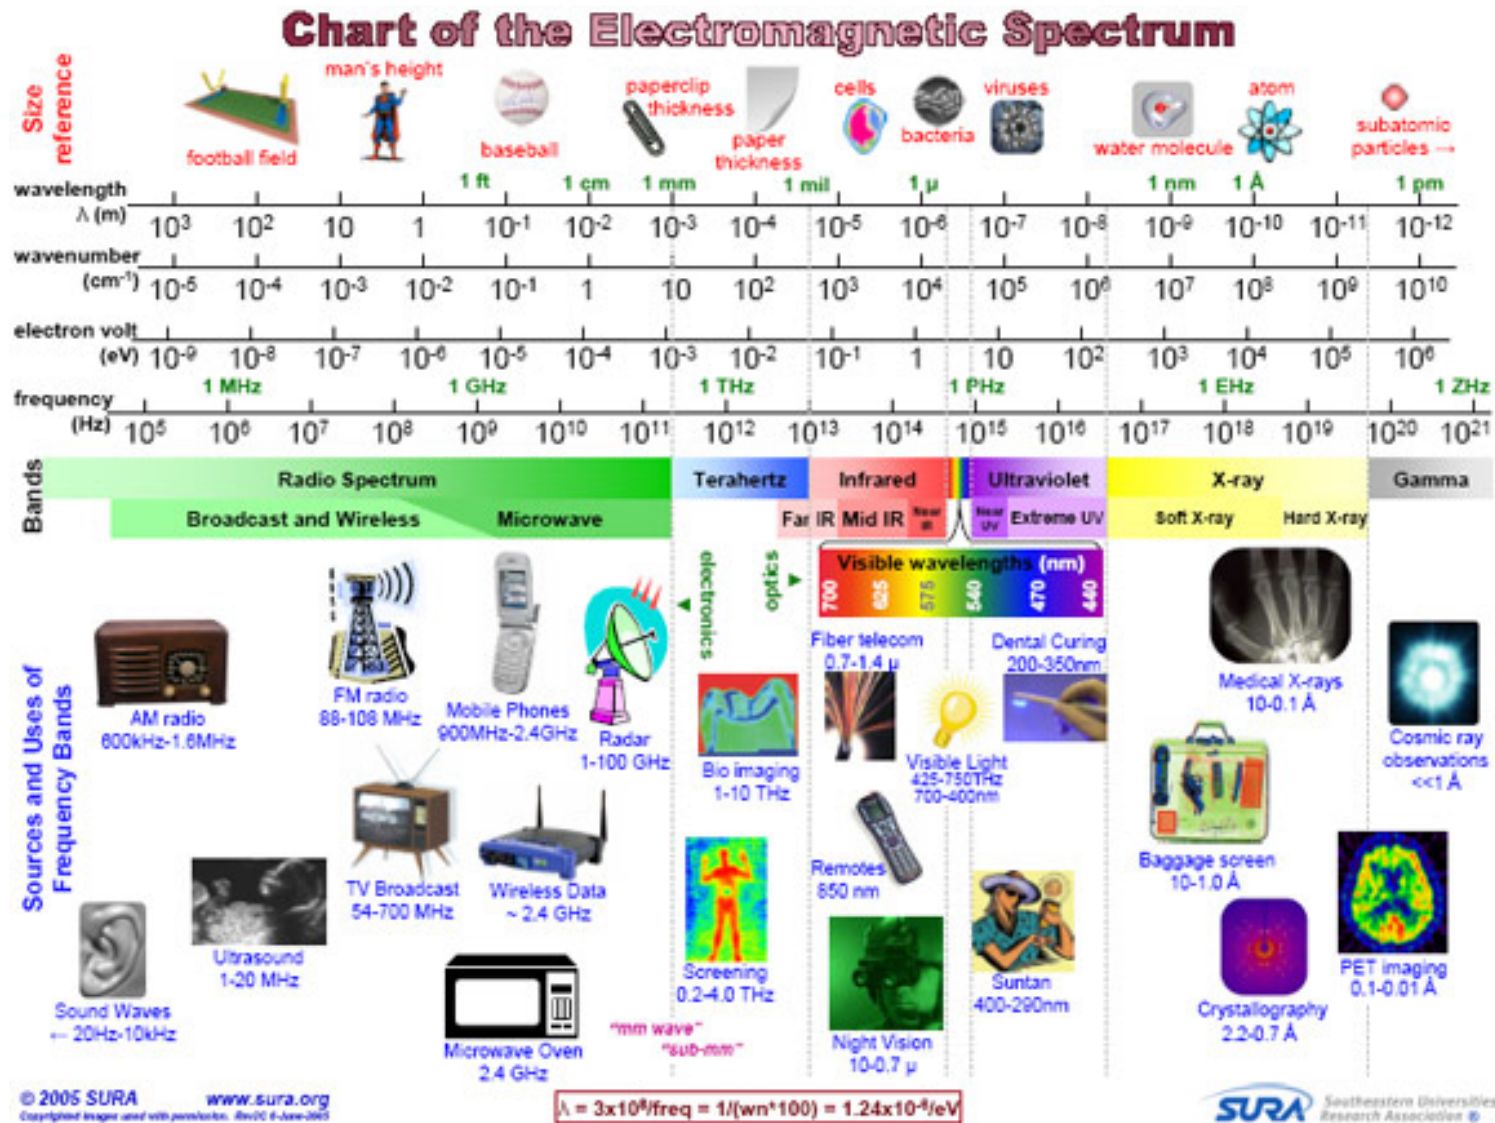 Chart of the Electromagnetic Spectrum
Size reference
football field
man's height
baseball
paperclip thickness
paper thickness
cells
bacteria
viruses
water molecule
atom
subatomic particles →
wavelength λ (m)
1 ft 1 cm 1 mm 1 mil 1 µ 1 nm 1 Å 1 pm
10³ 10² 10 1 10⁻¹ 10⁻² 10⁻³ 10⁻⁴ 10⁻⁵ 10⁻⁶ 10⁻⁷ 10⁻⁸ 10⁻⁹ 10⁻¹⁰ 10⁻¹¹ 10⁻¹²
wavenumber (cm⁻¹)
10⁻⁵ 10⁻⁴ 10⁻³ 10⁻² 10⁻¹ 1 10 10² 10³ 10⁴ 10⁵ 10⁶ 10⁷ 10⁸ 10⁹ 10¹⁰
electron volt (eV)
10⁻⁹ 10⁻⁸ 10⁻⁷ 10⁻⁶ 10⁻⁵ 10⁻⁴ 10⁻³ 10⁻² 10⁻¹ 1 10 10² 10³ 10⁴ 10⁵ 10⁶
1 MHz 1 GHz 1 THz 1 PHz 1 EHz 1 ZHz
frequency (Hz)
10⁵ 10⁶ 10⁷ 10⁸ 10⁹ 10¹⁰ 10¹¹ 10¹² 10¹³ 10¹⁴ 10¹⁵ 10¹⁶ 10¹⁷ 10¹⁸ 10¹⁹ 10²⁰ 10²¹
Bands
Radio Spectrum Terahertz Infrared Ultraviolet X-ray Gamma
Broadcast and Wireless Microwave Far IR Mid IR Near IR Near UV Extreme UV Soft X-ray Hard X-ray
electronics
optics
Visible wavelengths (nm)
700 625 575 540 470 440
Sources and Uses of Frequency Bands
AM radio
600kHz-1.6MHz
FM radio
88-108 MHz
Mobile Phones
900MHz-2.4GHz
Radar
1-100 GHz
Bio imaging
1-10 THz
Fiber telecom
0.7-1.4 µ
Visible Light
425-750THz
700-400nm
Dental Curing
200-350nm
Medical X-rays
10-0.1 Å
Cosmic ray
observations
<<1 Å
Sound Waves
← 20Hz-10kHz
Ultrasound
1-20 MHz
TV Broadcast
54-700 MHz
NEWS
Wireless Data
~ 2.4 GHz
Microwave Oven
2.4 GHz
Screening
0.2-4.0 THz
"mm wave"
"sub-mm"
Remotes
850 nm
Night Vision
10-0.7 µ
Suntan
400-290nm
Baggage screen
10-1.0 Å
Crystallography
2.2-0.7 Å
PET imaging
0.1-0.01 Å
© 2005 SURA www.sura.org
Copyrighted images used with permission. Rev2C 6-June-2005
λ = 3x10⁸/freq = 1/(wn*100) = 1.24x10⁻⁶/eV
SURA Southeastern Universities
Research Association ®